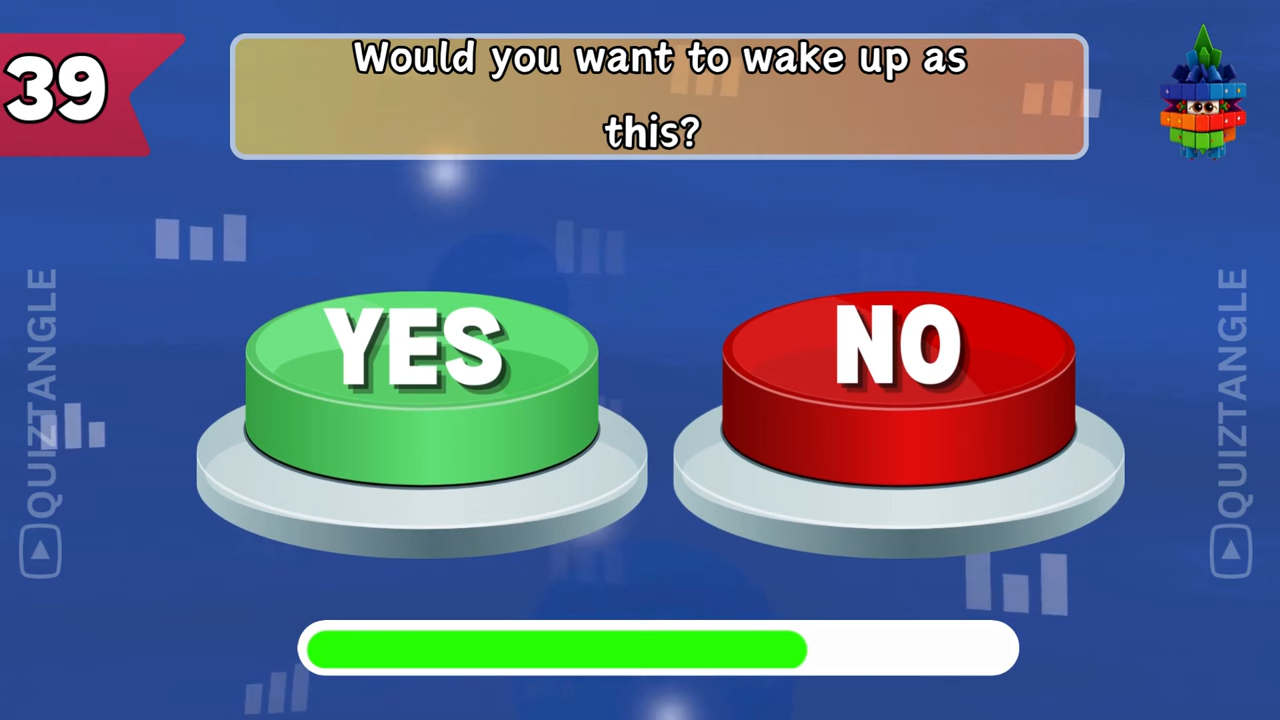 39
Would you want to wake up as
this?
YES
NO
QUIZTANGLE
QUIZTANGLE